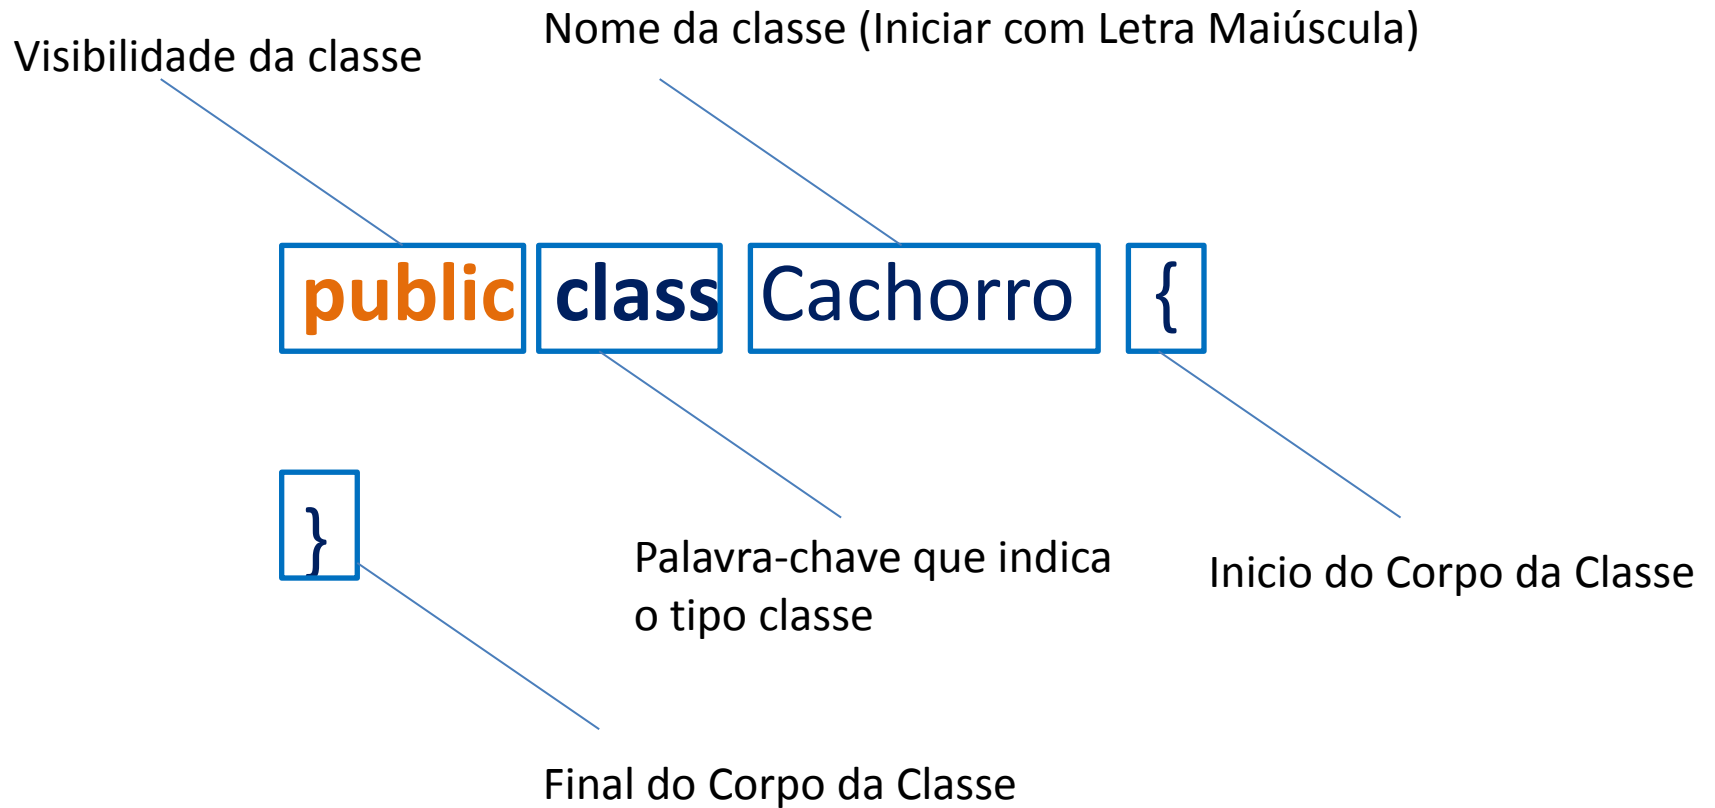 Nome da classe (Iniciar com Letra Maiúscula)
Visibilidade da classe
public class Cachorro {
}
Palavra-chave que indica
o tipo classe
Inicio do Corpo da Classe
Final do Corpo da Classe